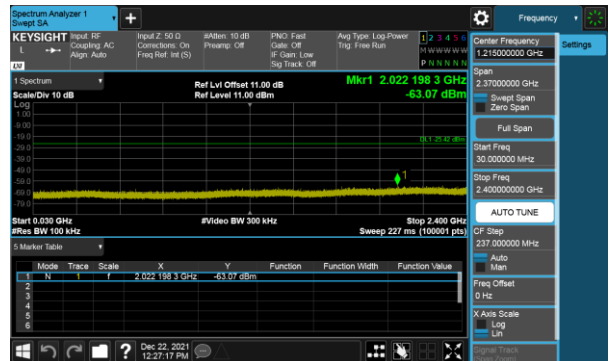 Spectrum Analyzer 1
Swept SA
Frequency
KEYSIGHT
L
Input: RF
Coupling: AC
Align: Auto
Input Z: 50 Ω
Corrections: On
Freq Ref: Int (S)
#Atten: 10 dB
Preamp: Off
PNO: Fast
Gate: Off
IF Gain: Low
Sig Track: Off
Avg Type: Log-Power
Trig: Free Run
1 2 3 4 5 6
M W W W W W
P N N N N N
LXI
Settings
Center Frequency
1.215000000 GHz
Span
2.37000000 GHz
Swept Span
Zero Span
Full Span
Start Freq
30.000000 MHz
Stop Freq
2.400000000 GHz
AUTO TUNE
CF Step
237.000000 MHz
Auto
Man
Freq Offset
0 Hz
X Axis Scale
Log
Lin
Signal Track
1 Spectrum
Scale/Div 10 dB
Ref Lvl Offset 11.00 dB
Ref Level 11.00 dBm
Mkr1 2.022 198 3 GHz
-63.07 dBm
Log
1.00
-9.00
-19.0
-29.0
-39.0
-49.0
-59.0
-69.0
-79.0
DL1 -25.42 dBm
1
Start 0.030 GHz
#Res BW 100 kHz
#Video BW 300 kHz
Stop 2.400 GHz
Sweep 227 ms (100001 pts)
5 Marker Table
Mode Trace Scale X Y Function Function Width Function Value
1 N 1 f 2.022 198 3 GHz -63.07 dBm
2
3
4
5
6
?
Dec 22, 2021
12:27:17 PM